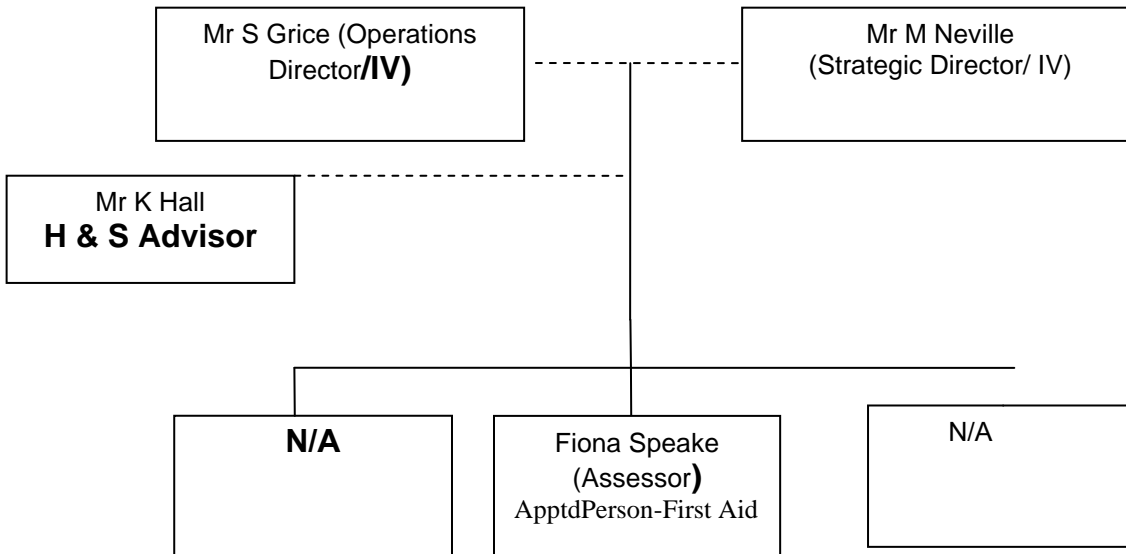 Mr S Grice (Operations
Director/IV)
Mr M Neville
(Strategic Director/ IV)
Mr K Hall
H & S Advisor
N/A
Fiona Speake
(Assessor)
ApptdPerson-First Aid
N/A